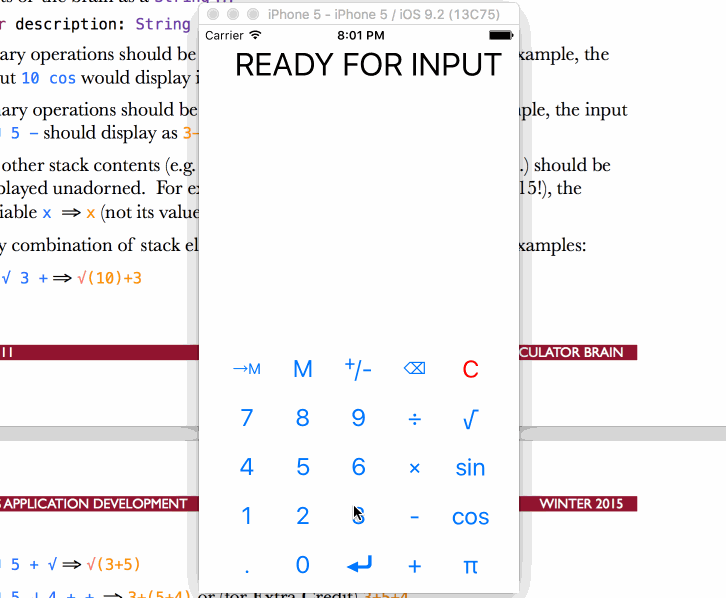 iPhone 5 - iPhone 5 / iOS 9.2 (13C75)
Carrier 8:01 PM
READY FOR INPUT
description: String
ary operations should be
xample, the
ut 10 cos would display
nary operations should be
ple, the input
5 − should display as 3-
other stack contents (e.g.
.) should be
played unadorned. For
15!), the
iable x ⇒ x (not its value
y combination of stack el
xamples:
√ 3 + ⇒ √(10)+3
11
CULATOR BRAIN
→M M +/- ⌫ C
7 8 9 ÷ √
4 5 6 × sin
1 2 - cos
. 0 ↵ + π
S APPLICATION DEVELOPMENT
WINTER 2015
5 + √ ⇒ √(3+5)